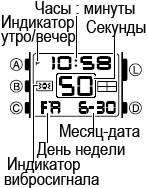 Часы : минуты
Индикатор
утро/вечер
Секунды
A
P 10:58
L
B
50
C
FR 6-30
D
Месяц-дата
День недели
Индикатор
вибросигнала